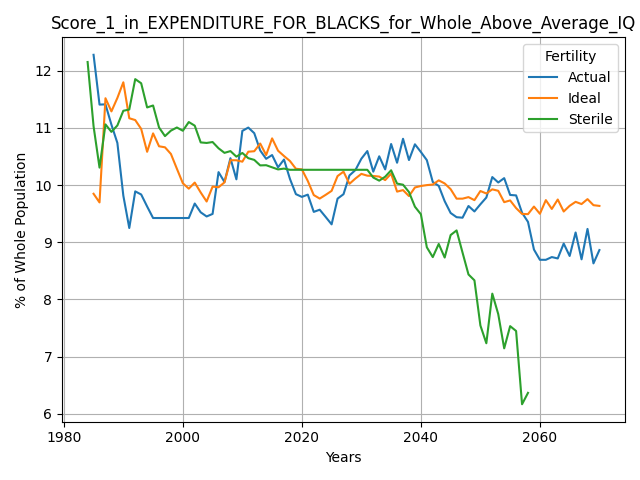 Score_1_in_EXPENDITURE_FOR_BLACKS_for_Whole_Above_Average_IQ
Fertility
Actual
Ideal
Sterile
% of Whole Population
12
11
10
9
8
7
6
1980
2000
2020
2040
2060
Years